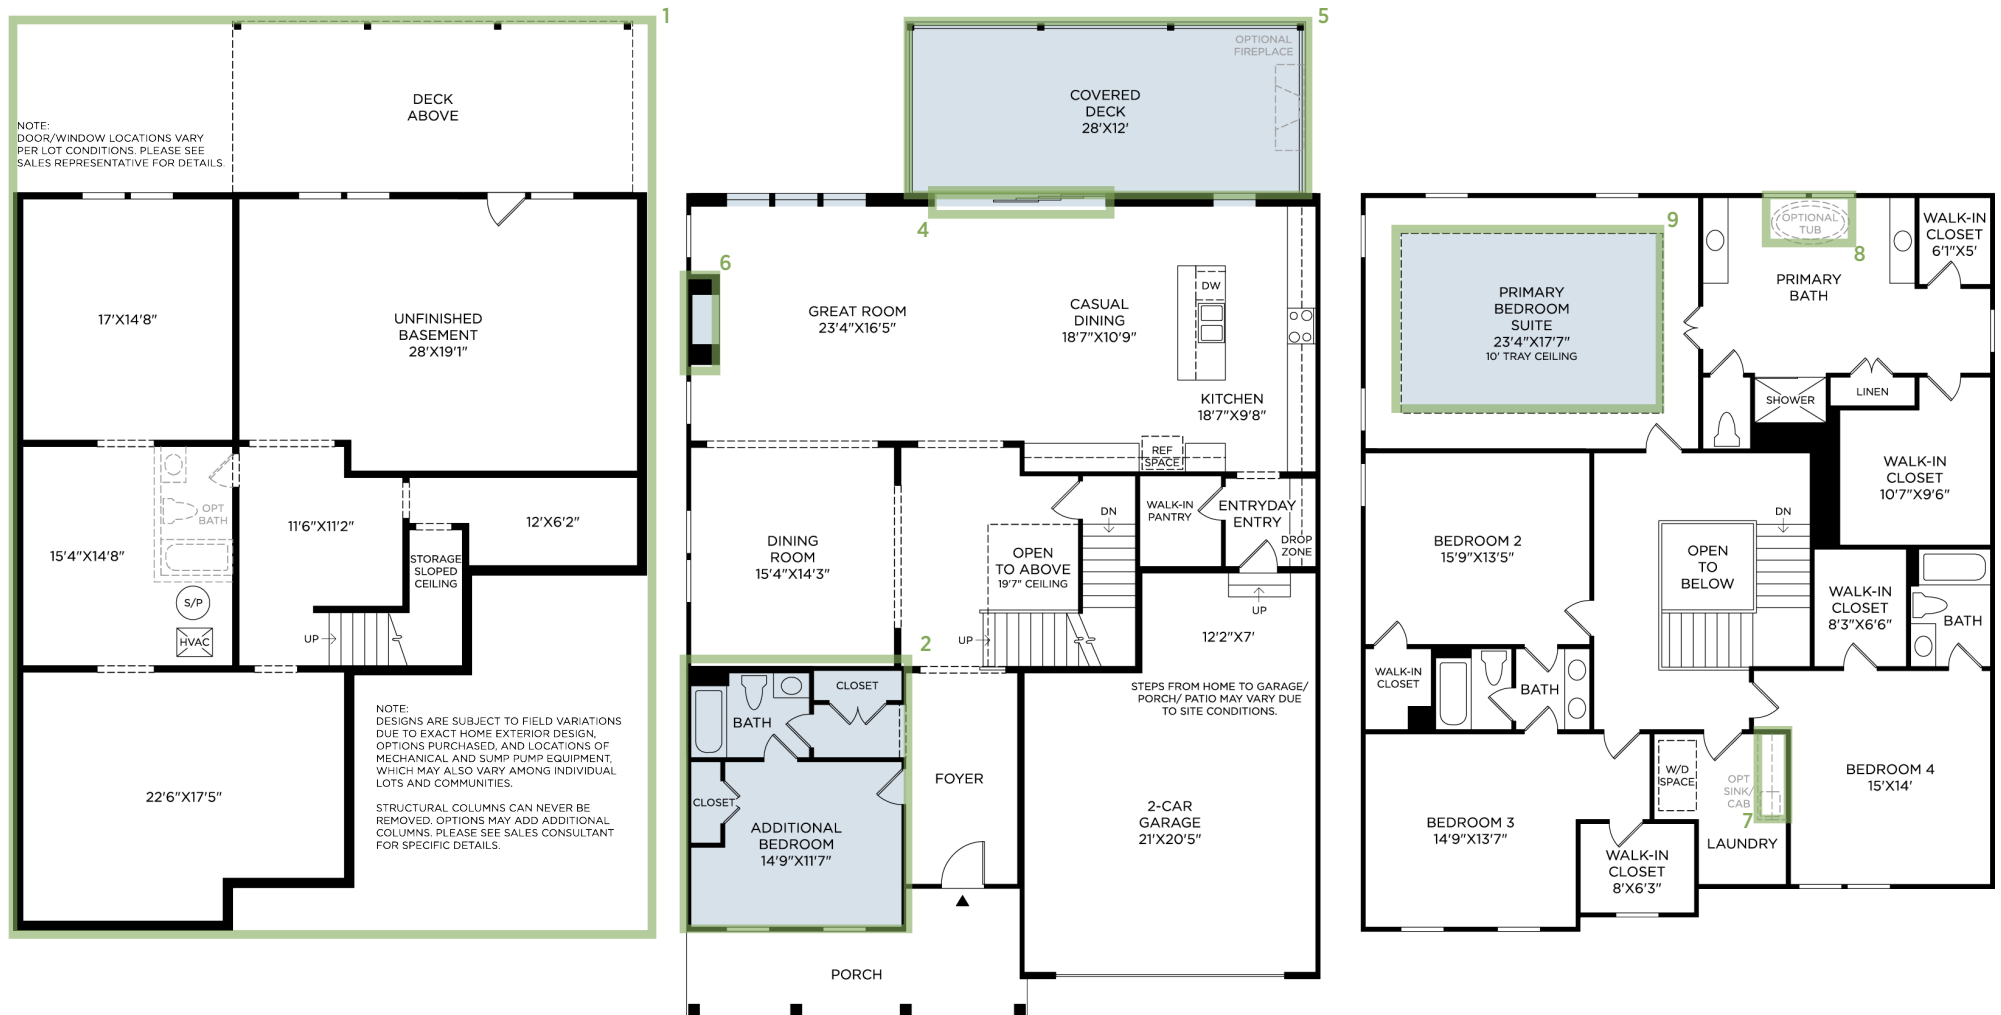 1
DECK
ABOVE
NOTE:
DOOR/WINDOW LOCATIONS VARY
PER LOT CONDITIONS. PLEASE SEE
SALES REPRESENTATIVE FOR DETAILS.
17'X14'8"
UNFINISHED
BASEMENT
28'X19'1"
OPT
BATH
15'4"X14'8"
11'6"X11'2"
12'X6'2"
STORAGE
SLOPED
CEILING
S/P
HVAC
UP
22'6"X17'5"
NOTE:
DESIGNS ARE SUBJECT TO FIELD VARIATIONS
DUE TO EXACT HOME EXTERIOR DESIGN,
OPTIONS PURCHASED, AND LOCATIONS OF
MECHANICAL AND SUMP PUMP EQUIPMENT,
WHICH MAY ALSO VARY AMONG INDIVIDUAL
LOTS AND COMMUNITIES.
STRUCTURAL COLUMNS CAN NEVER BE
REMOVED. OPTIONS MAY ADD ADDITIONAL
COLUMNS. PLEASE SEE SALES CONSULTANT
FOR SPECIFIC DETAILS.
5
OPTIONAL
FIREPLACE
COVERED
DECK
28'X12'
4
6
GREAT ROOM
23'4"X16'5"
CASUAL
DINING
18'7"X10'9"
DW
KITCHEN
18'7"X9'8"
REF
SPACE
WALK-IN
PANTRY
ENTRYDAY
ENTRY
DROP
ZONE
DN
DINING
ROOM
15'4"X14'3"
OPEN
TO ABOVE
19'7" CEILING
UP
UP
12'2"X7'
2
STEPS FROM HOME TO GARAGE/
PORCH/ PATIO MAY VARY DUE
TO SITE CONDITIONS.
CLOSET
BATH
CLOSET
ADDITIONAL
BEDROOM
14'9"X11'7"
FOYER
2-CAR
GARAGE
21'X20'5"
PORCH
9
PRIMARY
BEDROOM
SUITE
23'4"X17'7"
10' TRAY CEILING
OPTIONAL
TUB
8
PRIMARY
BATH
WALK-IN
CLOSET
6'1"X5'
SHOWER
LINEN
WALK-IN
CLOSET
10'7"X9'6"
BEDROOM 2
15'9"X13'5"
OPEN
TO
BELOW
DN
WALK-IN
CLOSET
8'3"X6'6"
BATH
WALK-IN
CLOSET
BATH
BEDROOM 3
14'9"X13'7"
W/D
SPACE
OPT
SINK/
CAB
7
LAUNDRY
WALK-IN
CLOSET
8'X6'3"
BEDROOM 4
15'X14'